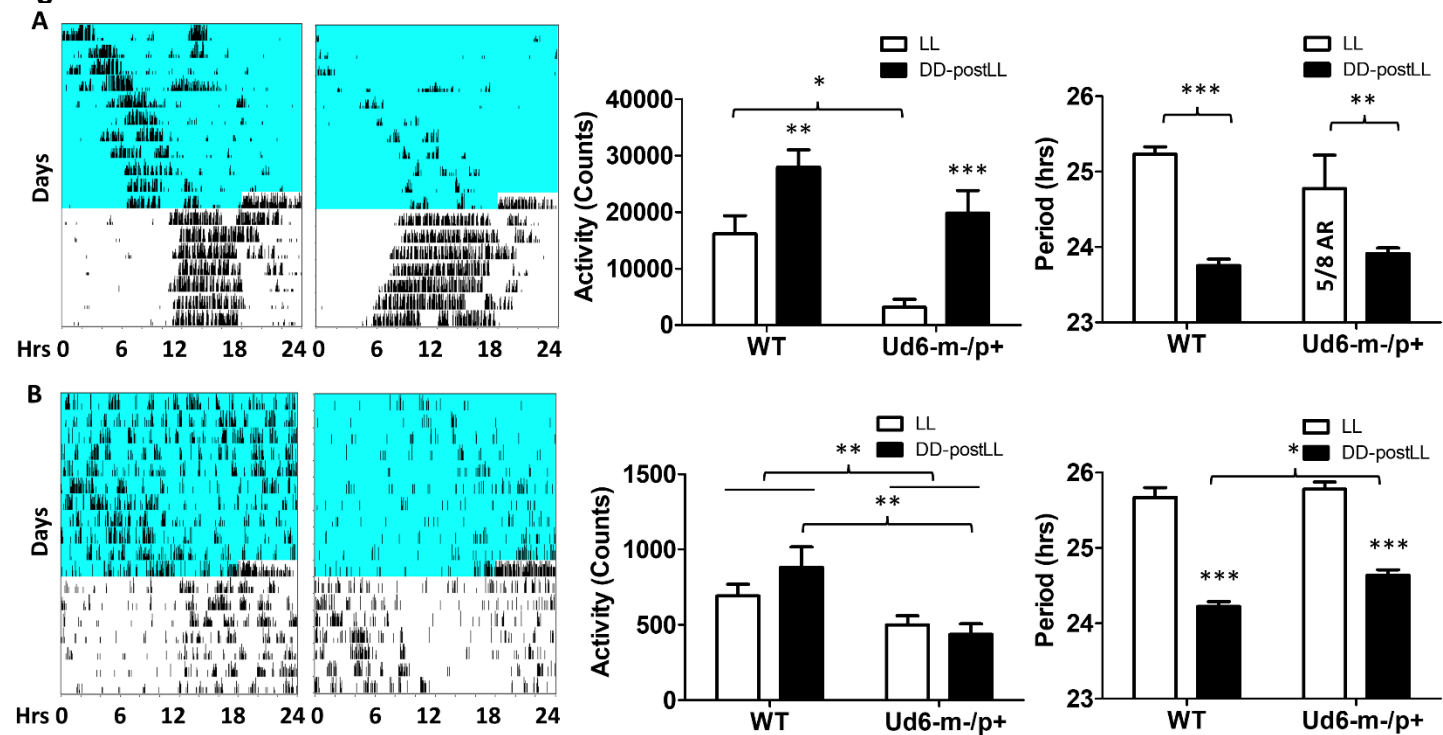 A
Days
Hrs 0 6 12 18 24 0 6 12 18 24
LL
DD-postLL
Activity (Counts)
40000
30000
20000
10000
0
*
**
***
WT Ud6-m-/p+
LL
DD-postLL
Period (hrs)
26
25
24
23
***
**
5/8 AR
WT Ud6-m-/p+
B
Days
Hrs 0 6 12 18 24 0 6 12 18 24
LL
DD-postLL
Activity (Counts)
1500
1000
500
0
**
**
WT Ud6-m-/p+
LL
DD-postLL
Period (hrs)
26
25
24
23
*
***
***
WT Ud6-m-/p+